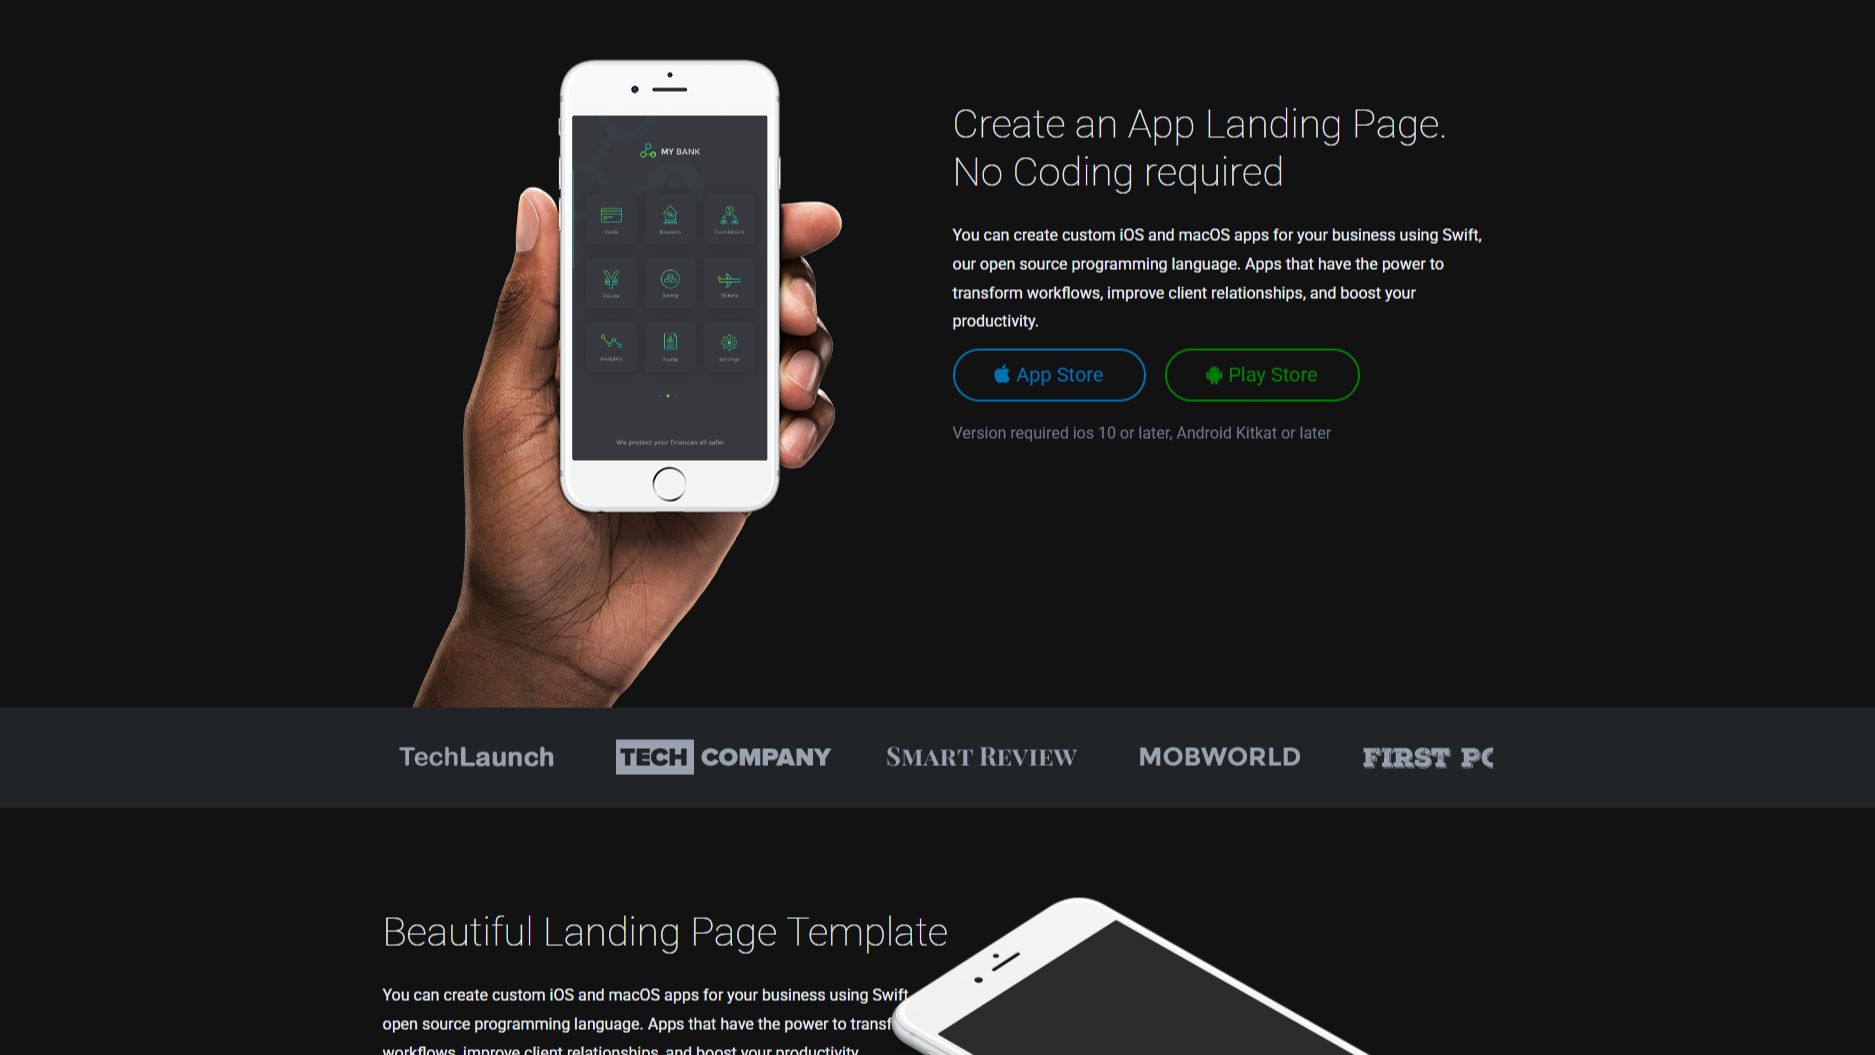 MY BANK
Cards
Deposits
Translations
Course
Saving
Tickets
Analytics
Profile
Settings
We protect your finances all safer
Create an App Landing Page.
No Coding required
You can create custom iOS and macOS apps for your business using Swift,
our open source programming language. Apps that have the power to
transform workflows, improve client relationships, and boost your
productivity.
App Store
Play Store
Version required ios 10 or later, Android Kitkat or later
TechLaunch
TECH COMPANY
SMART REVIEW
MOBWORLD
FIRST
Beautiful Landing Page Template
You can create custom iOS and macOS apps for your business using Swift
open source programming language. Apps that have the power to
workflows, improve client relationships, and boost your productivity.